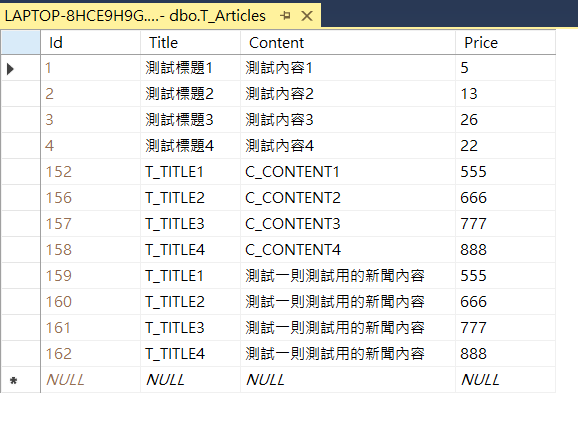 LAPTOP-8HCE9H9G....- dbo.T_Articles
Id Title Content Price
1 測試標題1 測試內容1 5
2 測試標題2 測試內容2 13
3 測試標題3 測試內容3 26
4 測試標題4 測試內容4 22
152 T_TITLE1 C_CONTENT1 555
156 T_TITLE2 C_CONTENT2 666
157 T_TITLE3 C_CONTENT3 777
158 T_TITLE4 C_CONTENT4 888
159 T_TITLE1 測試一則測試用的新聞內容 555
160 T_TITLE2 測試一則測試用的新聞內容 666
161 T_TITLE3 測試一則測試用的新聞內容 777
162 T_TITLE4 測試一則測試用的新聞內容 888
NULL NULL NULL NULL